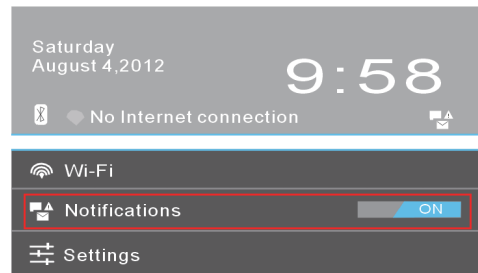 Saturday
August 4,2012
9:58
No Internet connection
Wi-Fi
Notifications ON
Settings